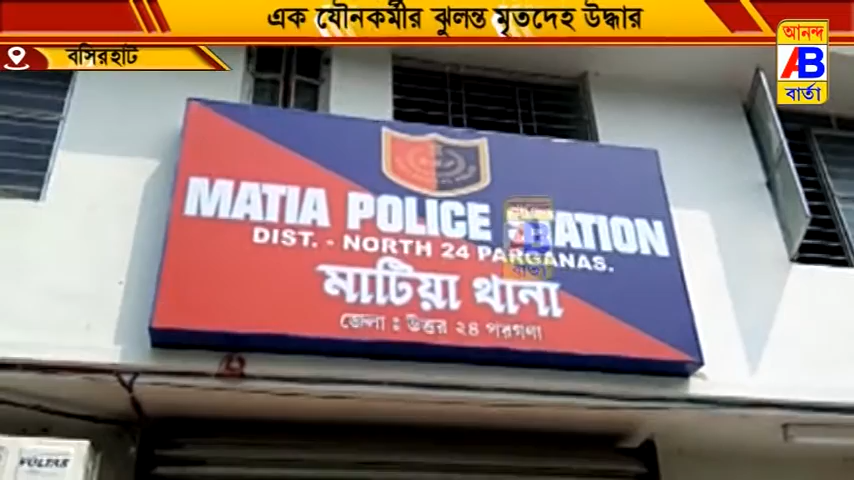 এক যৌনকর্মীর ঝুলন্ত মৃতদেহ উদ্ধার
বসিরহাট
আনন্দ
AB
বার্তা
MATIA POLICE STATION
DIST. - NORTH 24 PARGANAS.
মাটিয়া থানা
জেলা : উত্তর ২৪ পরগণা
VOLTAS